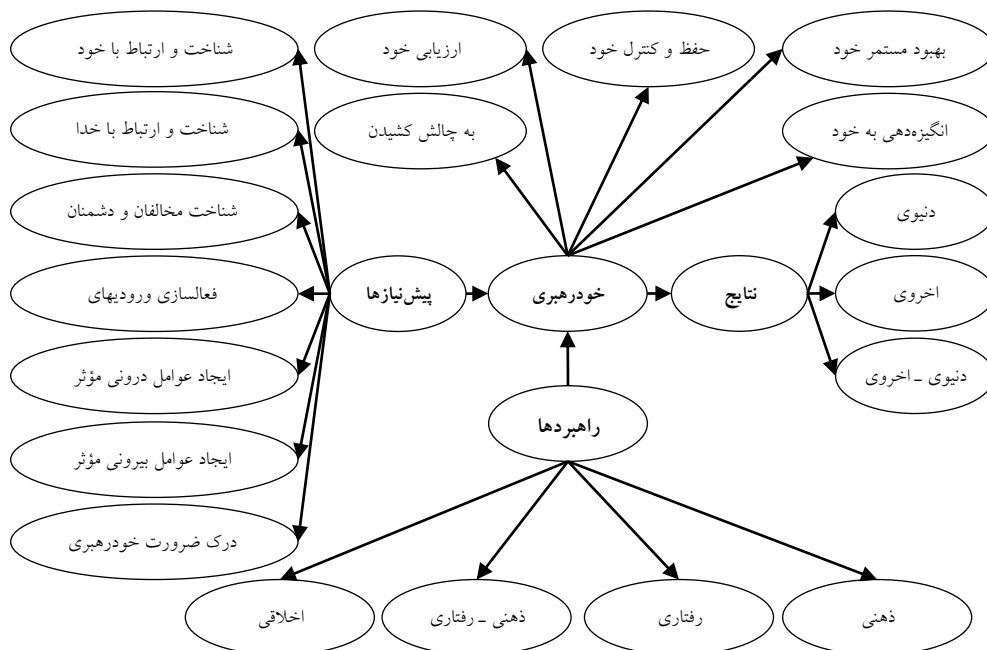 بهبود مستمر خود
حفظ و کنترل خود
ارزیابی خود
شناخت و ارتباط با خود
انگیزه‌دهی به خود
به چالش کشیدن
شناخت و ارتباط با خدا
دنیوی
شناخت مخالفان و دشمنان
اخروی
نتایج
خودرهبری
پیش‌نیازها
فعالسازی ورودیهای
دنیوی ـ اخروی
ایجاد عوامل درونی مؤثر
راهبردها
ایجاد عوامل بیرونی مؤثر
درک ضرورت خودرهبری
ذهنی
رفتاری
ذهنی ـ رفتاری
اخلاقی